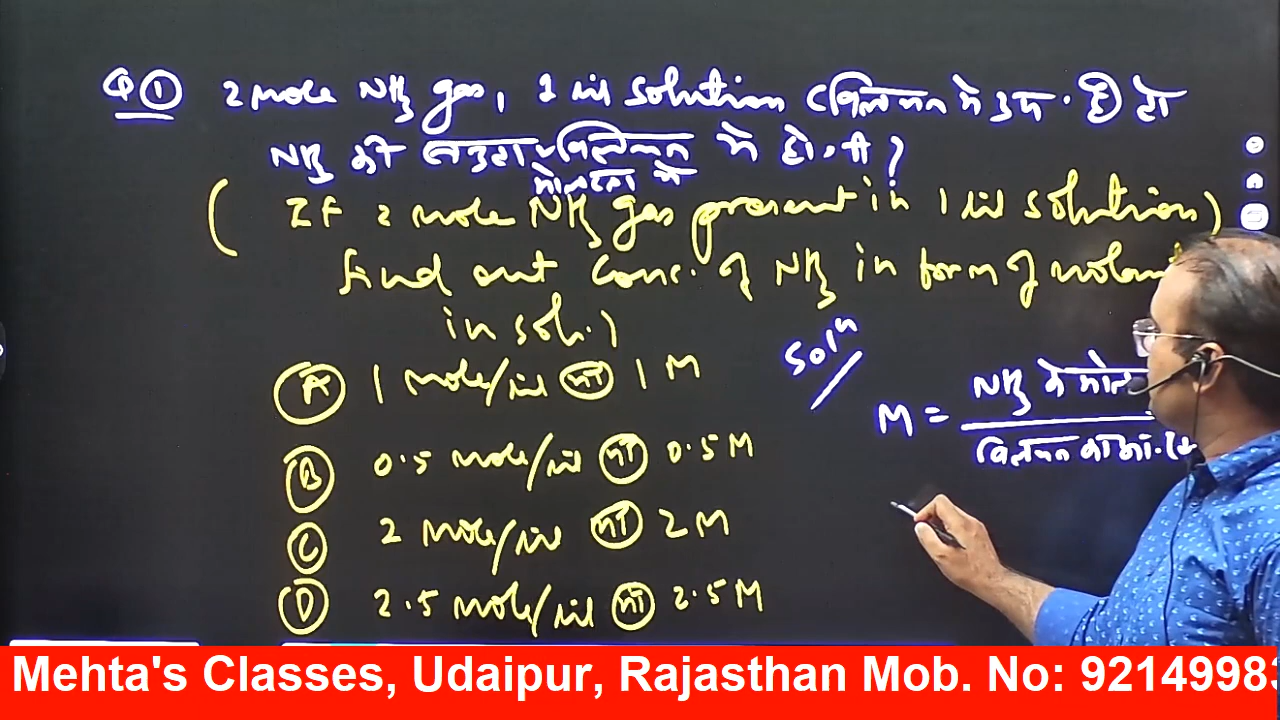 Q① 2 mole NH3 gas, 1 lit solution (विलयन में उप. है) तो
NH3 की सान्द्रता विलयन में होगी ?
मोलरता में
( If 2 mole NH3 gas present in 1 lit solution)
find out conc. of NH3 in form of
in soln.)
Soln
A 1 mole/lit या 1 M
M = NH3 के मोल
विलयन का आ. (
B 0.5 mole/lit या 0.5 M
C 2 mole/lit या 2 M
D 2.5 mole/lit या 2.5 M
Mehta's Classes, Udaipur, Rajasthan Mob. No: 9214998